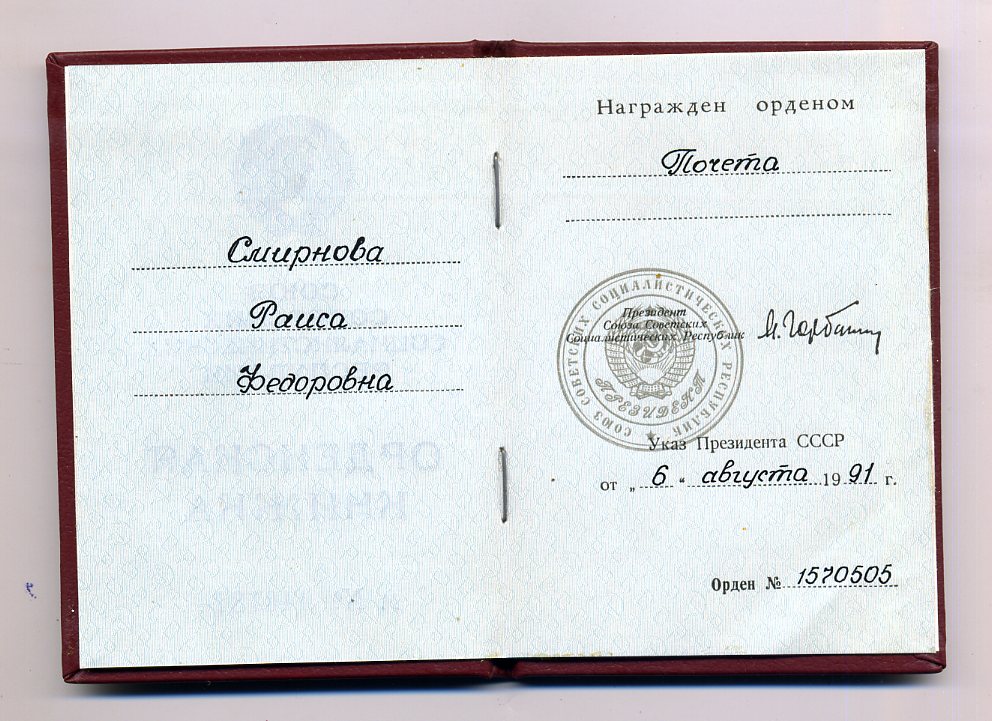 Смирнова
Раиса
Федоровна
Награжден орденом
Почета
СОЮЗ СОВЕТСКИХ СОЦИАЛИСТИЧЕСКИХ РЕСПУБЛИК
ПРЕЗИДЕНТ
Президент
Союза Советских
Социалистических Республик
М. Горбачев
Указ Президента СССР
от „ 6 “ августа 1991 г.
Орден № 1570505